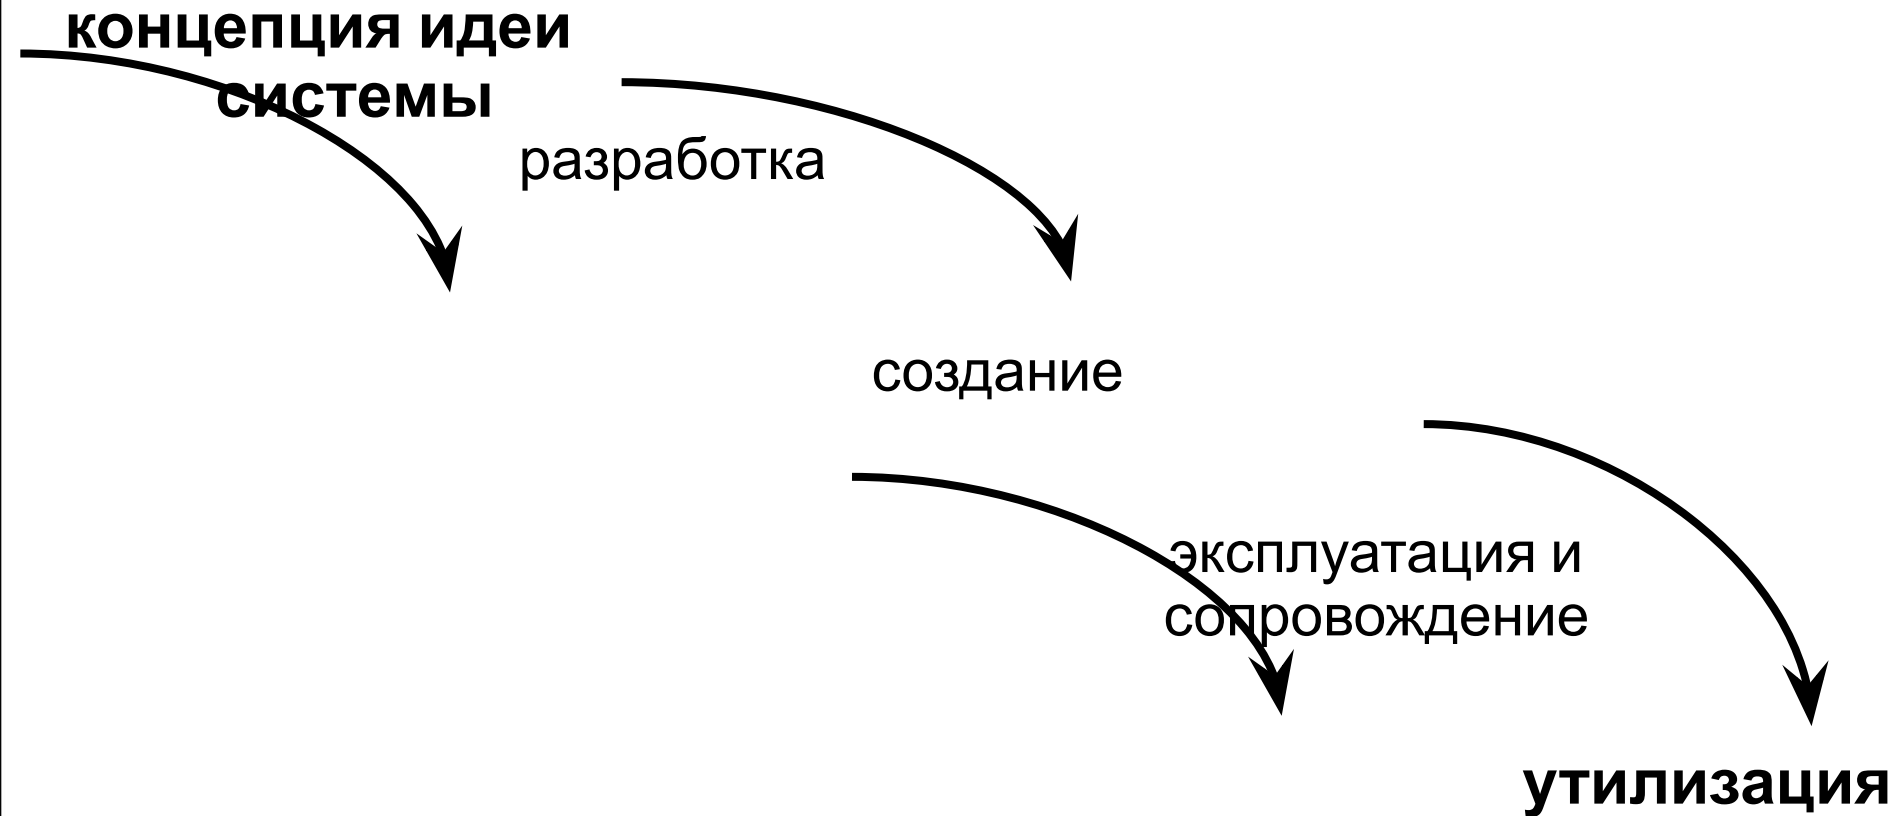 концепция идеи
системы
разработка
создание
эксплуатация и
сопровождение
утилизация